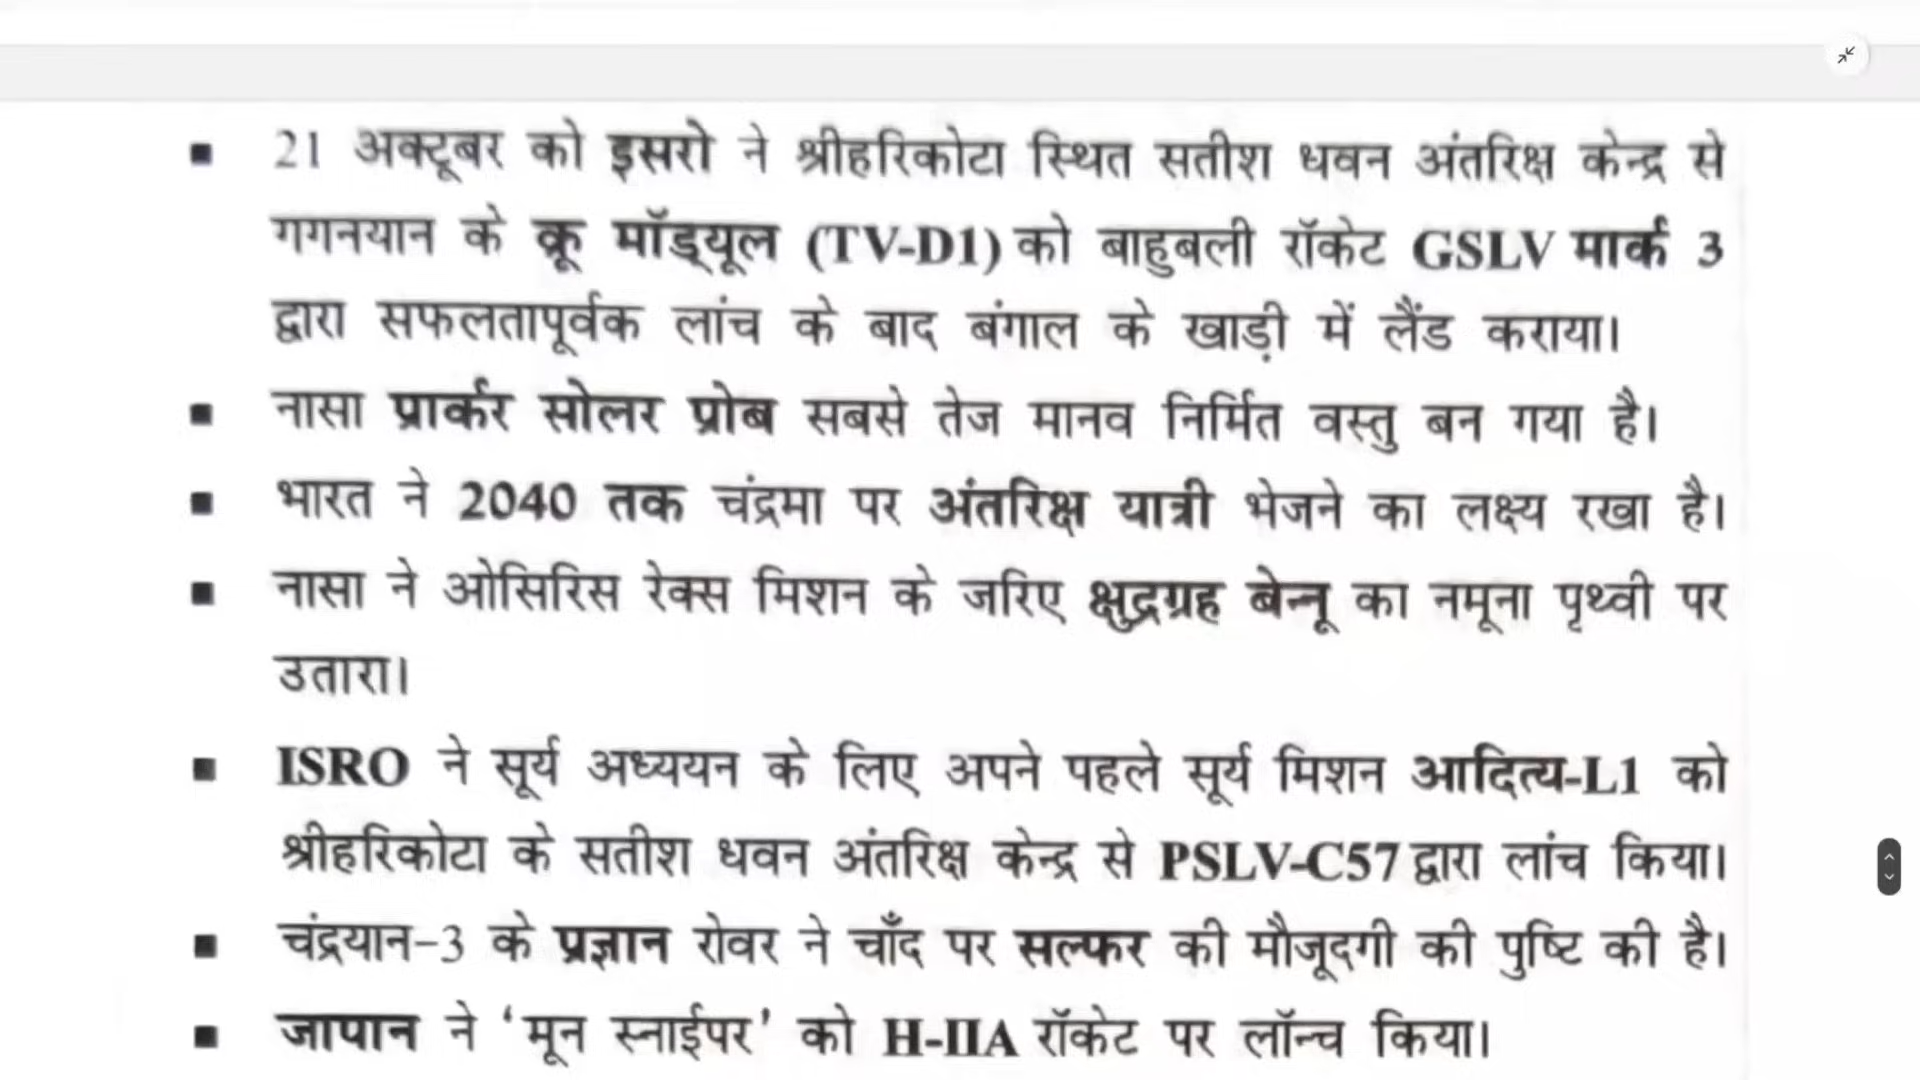 ▪ 21 अक्टूबर को इसरो ने श्रीहरिकोटा स्थित सतीश धवन अंतरिक्ष केन्द्र से
गगनयान के क्रू मॉड्यूल (TV-D1) को बाहुबली रॉकेट GSLV मार्क 3
द्वारा सफलतापूर्वक लांच के बाद बंगाल के खाड़ी में लैंड कराया।
▪ नासा प्रार्कर सोलर प्रोब सबसे तेज मानव निर्मित वस्तु बन गया है।
▪ भारत ने 2040 तक चंद्रमा पर अंतरिक्ष यात्री भेजने का लक्ष्य रखा है।
▪ नासा ने ओसिरिस रेक्स मिशन के जरिए क्षुद्रग्रह बेन्नू का नमूना पृथ्वी पर
उतारा।
▪ ISRO ने सूर्य अध्ययन के लिए अपने पहले सूर्य मिशन आदित्य-L1 को
श्रीहरिकोटा के सतीश धवन अंतरिक्ष केन्द्र से PSLV-C57 द्वारा लांच किया।
▪ चंद्रयान-3 के प्रज्ञान रोवर ने चाँद पर सल्फर की मौजूदगी की पुष्टि की है।
▪ जापान ने ‘मून स्नाईपर’ को H-IIA रॉकेट पर लॉन्च किया।